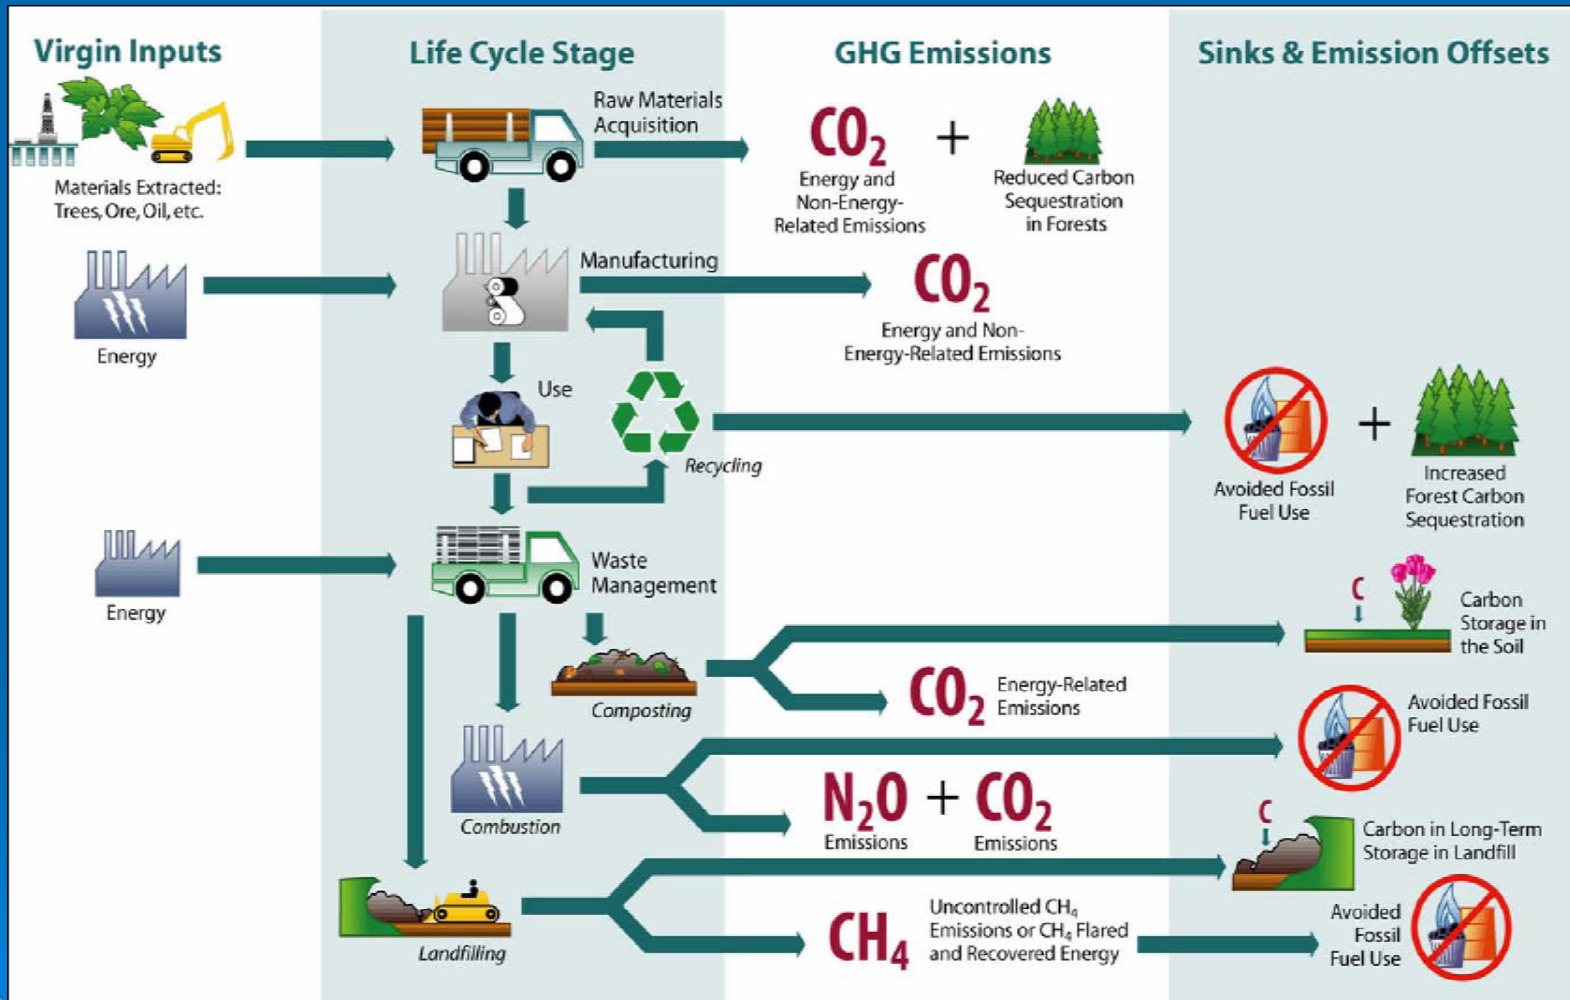 Virgin Inputs
Life Cycle Stage
GHG Emissions
Sinks & Emission Offsets
Materials Extracted:
Trees, Ore, Oil, etc.
Raw Materials
Acquisition
CO₂
Energy and
Non-Energy-
Related Emissions
+
Reduced Carbon
Sequestration
in Forests
Energy
Manufacturing
CO₂
Energy and Non-
Energy-Related Emissions
Use
Recycling
Avoided Fossil
Fuel Use
+
Increased
Forest Carbon
Sequestration
Energy
Waste
Management
Composting
C
Carbon
Storage in
the Soil
CO₂
Energy-Related
Emissions
Combustion
Avoided Fossil
Fuel Use
N₂O
Emissions
+
CO₂
Emissions
Landfilling
C
Carbon in Long-Term
Storage in Landfill
CH₄
Uncontrolled CH₄
Emissions or CH₄ Flared
and Recovered Energy
Avoided
Fossil
Fuel Use